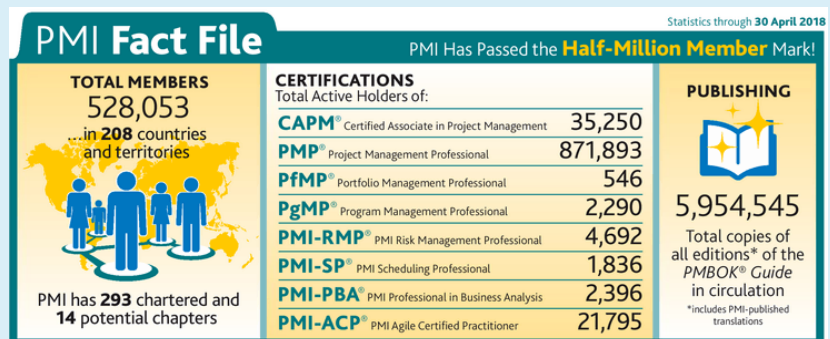 Statistics through 30 April 2018
PMI Fact File
PMI Has Passed the Half-Million Member Mark!
TOTAL MEMBERS
528,053
...in 208 countries
and territories
PMI has 293 chartered and
14 potential chapters
CERTIFICATIONS
Total Active Holders of:
CAPM® Certified Associate in Project Management 35,250
PMP® Project Management Professional 871,893
PfMP® Portfolio Management Professional 546
PgMP® Program Management Professional 2,290
PMI-RMP® PMI Risk Management Professional 4,692
PMI-SP® PMI Scheduling Professional 1,836
PMI-PBA® PMI Professional in Business Analysis 2,396
PMI-ACP® PMI Agile Certified Practitioner 21,795
PUBLISHING
5,954,545
Total copies of
all editions* of the
PMBOK® Guide
in circulation
*includes PMI-published
translations